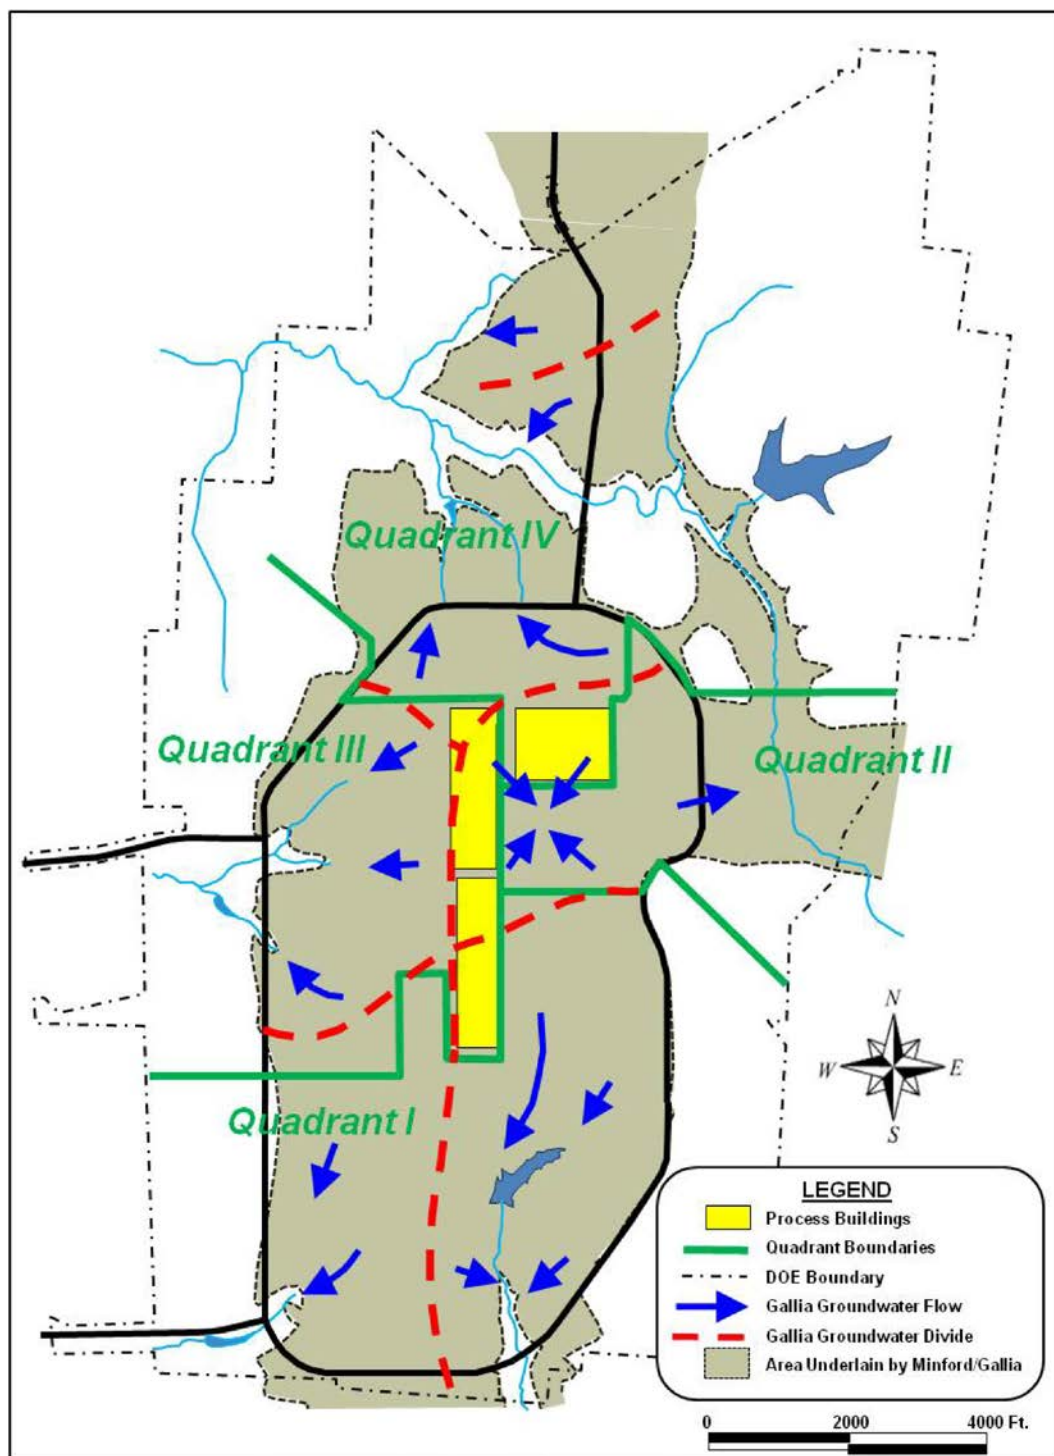 Quadrant IV
Quadrant III
Quadrant II
Quadrant I
N
W E
S
LEGEND
Process Buildings
Quadrant Boundaries
DOE Boundary
Gallia Groundwater Flow
Gallia Groundwater Divide
Area Underlain by Minford/Gallia
0 2000 4000 Ft.